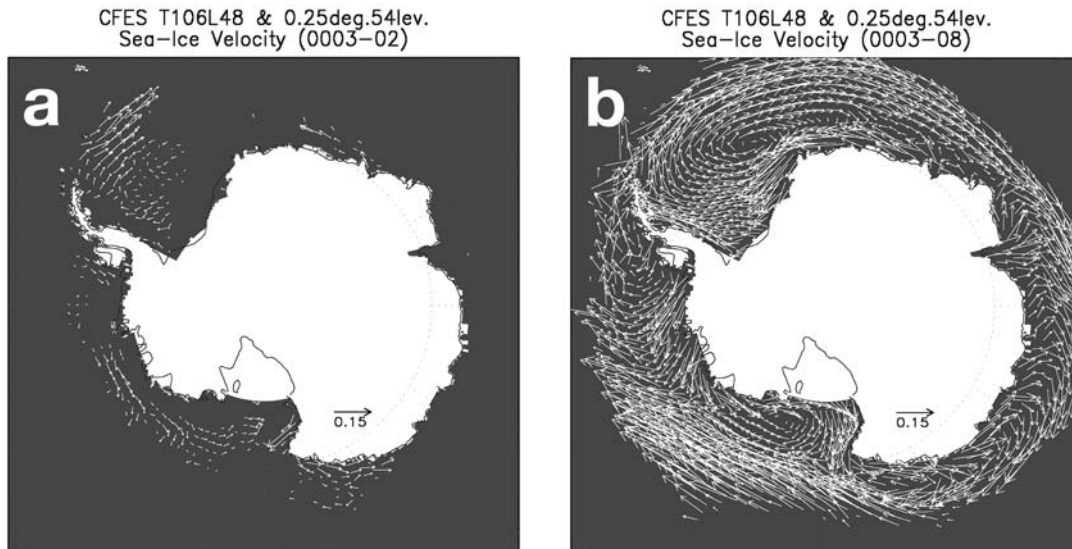 CFES T106L48 & 0.25deg.54lev.
Sea-Ice Velocity (0003-02)
a
0.15
CFES T106L48 & 0.25deg.54lev.
Sea-Ice Velocity (0003-08)
b
0.15